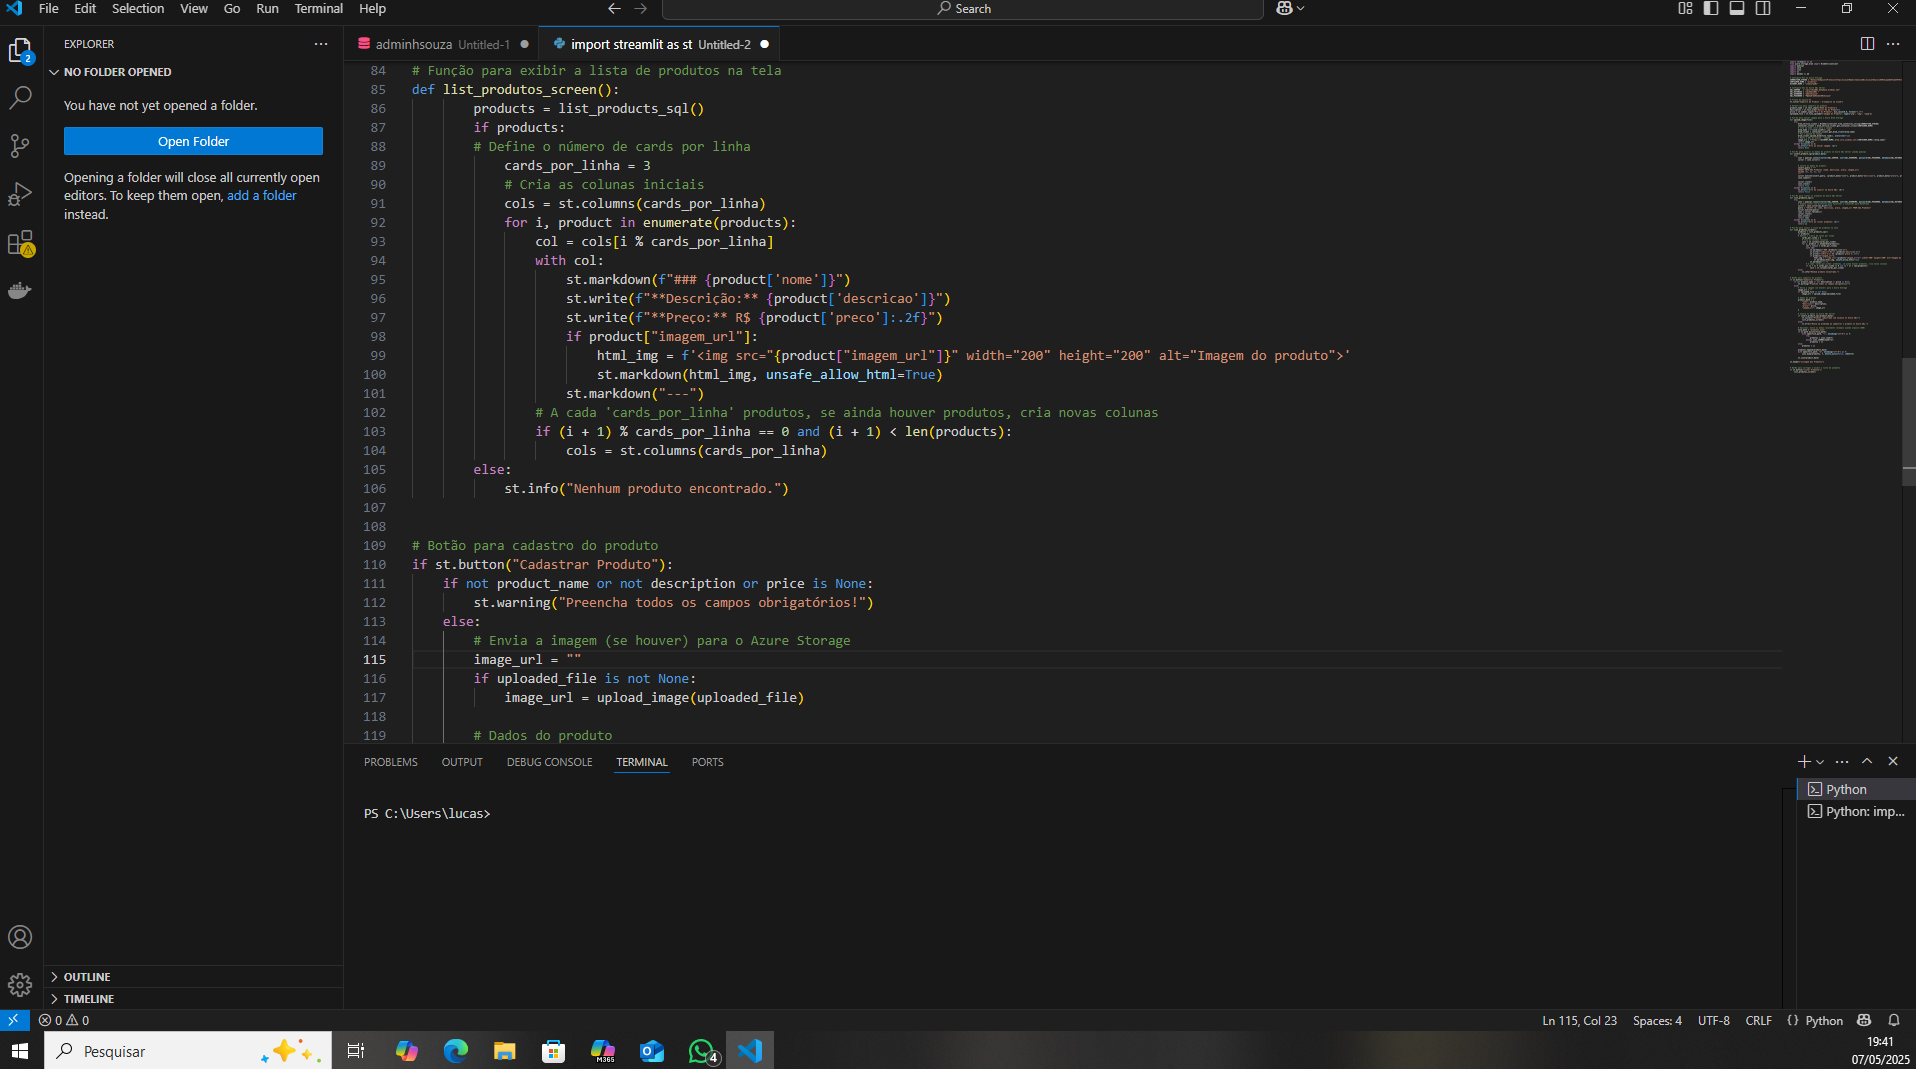 File Edit Selection View Go Run Terminal Help
Search
EXPLORER
NO FOLDER OPENED
You have not yet opened a folder.
Open Folder
Opening a folder will close all currently open
editors. To keep them open, add a folder
instead.
OUTLINE
TIMELINE
2
adminhsouza Untitled-1
import streamlit as st Untitled-2
84 # Função para exibir a lista de produtos na tela
85 def list_produtos_screen():
86 products = list_products_sql()
87 if products:
88 # Define o número de cards por linha
89 cards_por_linha = 3
90 # Cria as colunas iniciais
91 cols = st.columns(cards_por_linha)
92 for i, product in enumerate(products):
93 col = cols[i % cards_por_linha]
94 with col:
95 st.markdown(f"### {product['nome']}")
96 st.write(f"**Descrição:** {product['descricao']}")
97 st.write(f"**Preço:** R$ {product['preco']:.2f}")
98 if product["imagem_url"]:
99 html_img = f'<img src="{product["imagem_url"]}" width="200" height="200" alt="Imagem do produto">'
100 st.markdown(html_img, unsafe_allow_html=True)
101 st.markdown("---")
102 # A cada 'cards_por_linha' produtos, se ainda houver produtos, cria novas colunas
103 if (i + 1) % cards_por_linha == 0 and (i + 1) < len(products):
104 cols = st.columns(cards_por_linha)
105 else:
106 st.info("Nenhum produto encontrado.")
107
108
109 # Botão para cadastro do produto
110 if st.button("Cadastrar Produto"):
111 if not product_name or not description or price is None:
112 st.warning("Preencha todos os campos obrigatórios!")
113 else:
114 # Envia a imagem (se houver) para o Azure Storage
115 image_url = ""
116 if uploaded_file is not None:
117 image_url = upload_image(uploaded_file)
118
119 # Dados do produto
PROBLEMS OUTPUT DEBUG CONSOLE TERMINAL PORTS
PS C:\Users\lucas>
Python
Python: imp...
0 0
Ln 115, Col 23 Spaces: 4 UTF-8 CRLF {} Python
Pesquisar
M365
4
19:41
07/05/2025